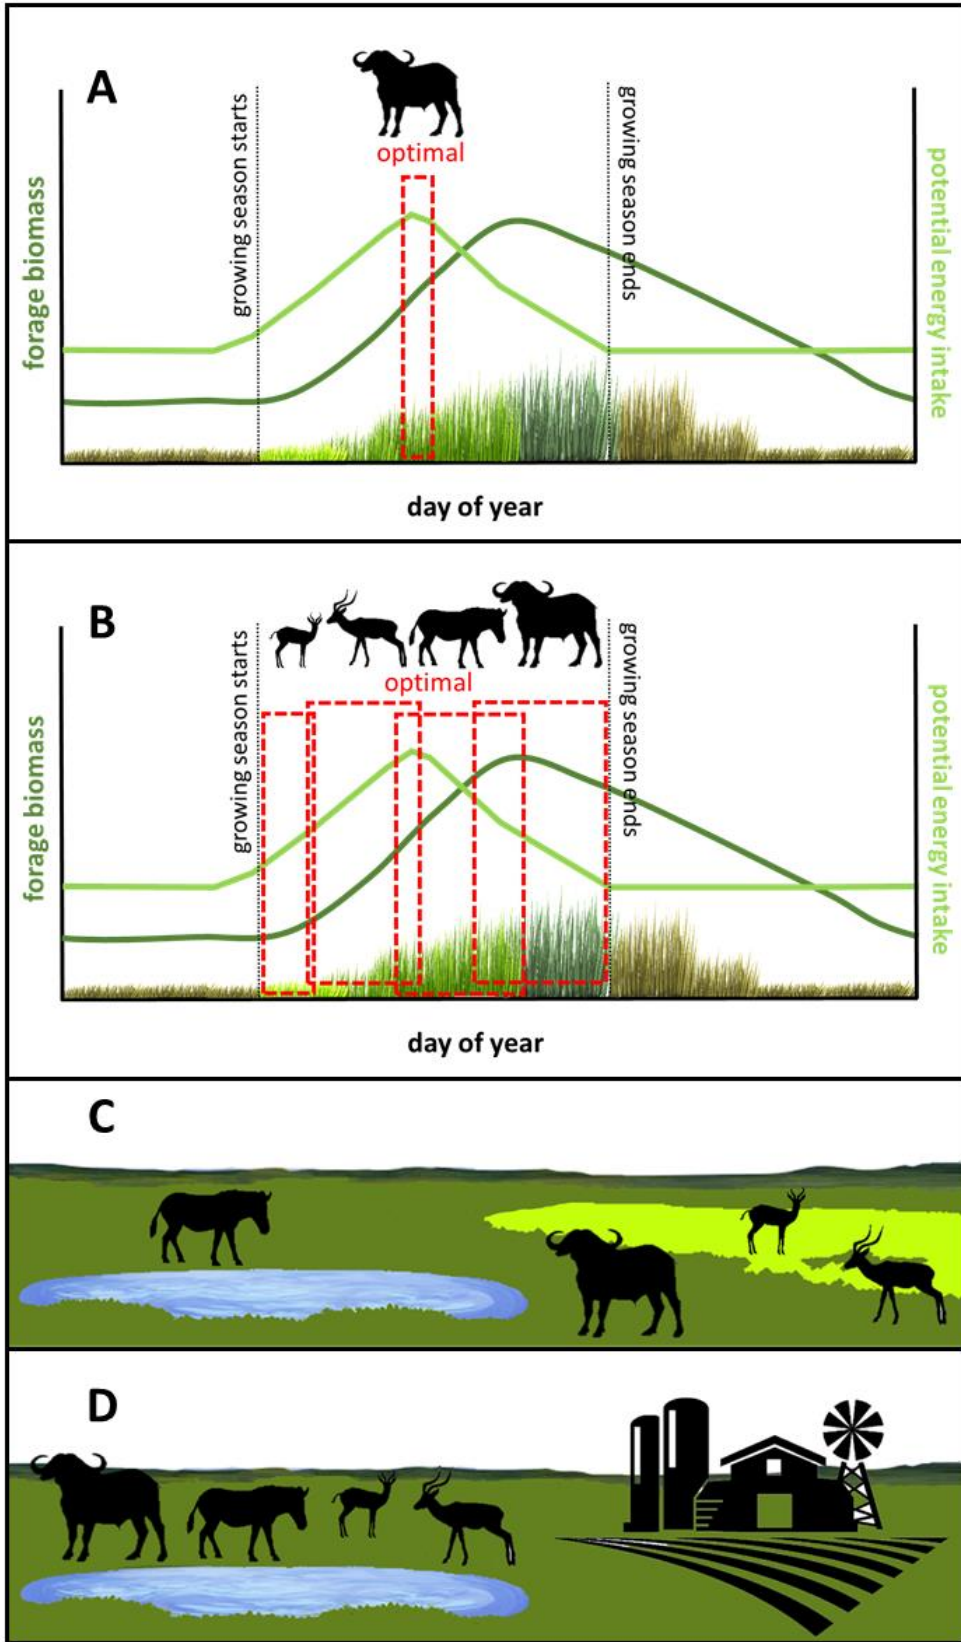 A
optimal
growing season starts
growing season ends
forage biomass
potential energy intake
day of year
B
optimal
growing season starts
growing season ends
forage biomass
potential energy intake
day of year
C
D